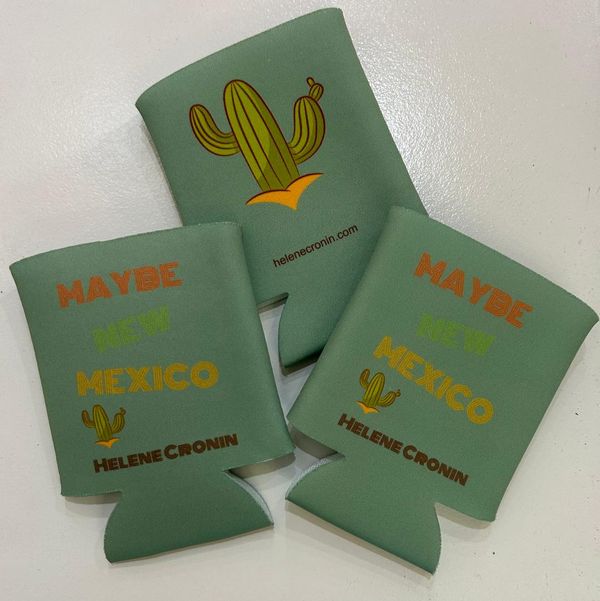 helenecronin.com
MAYBE
NEW
MEXICO
HELENE CRONIN
MAYBE
NEW
MEXICO
HELENE CRONIN